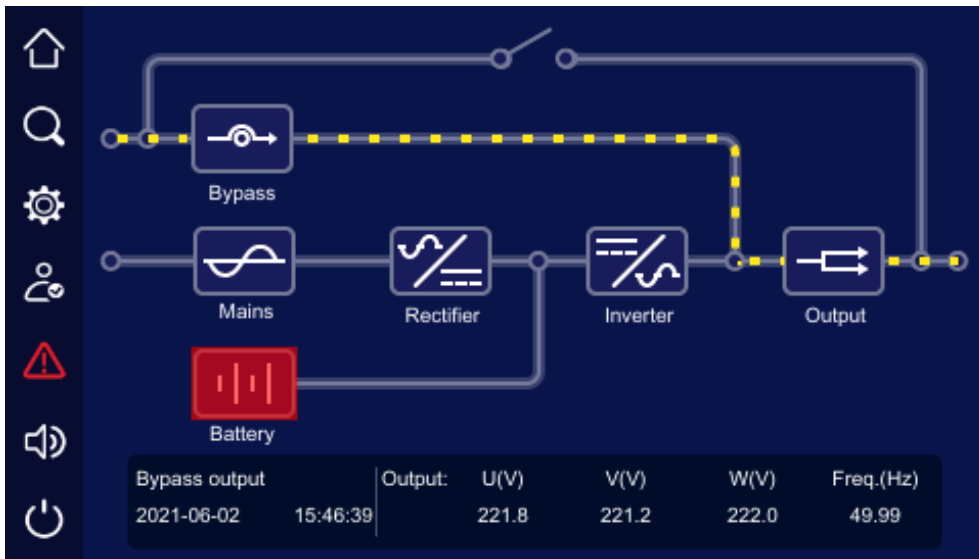 Bypass
Mains
Rectifier
Inverter
Output
Battery
Bypass output
2021-06-02 15:46:39
Output: U(V) V(V) W(V) Freq.(Hz)
221.8 221.2 222.0 49.99